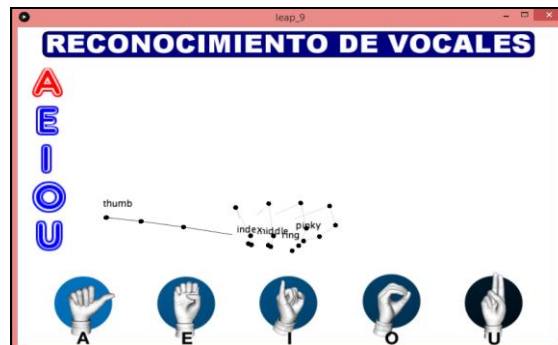 leap_9
RECONOCIMIENTO DE VOCALES
A
E
I
O
U
thumb
index middle ring pinky
A E I O U